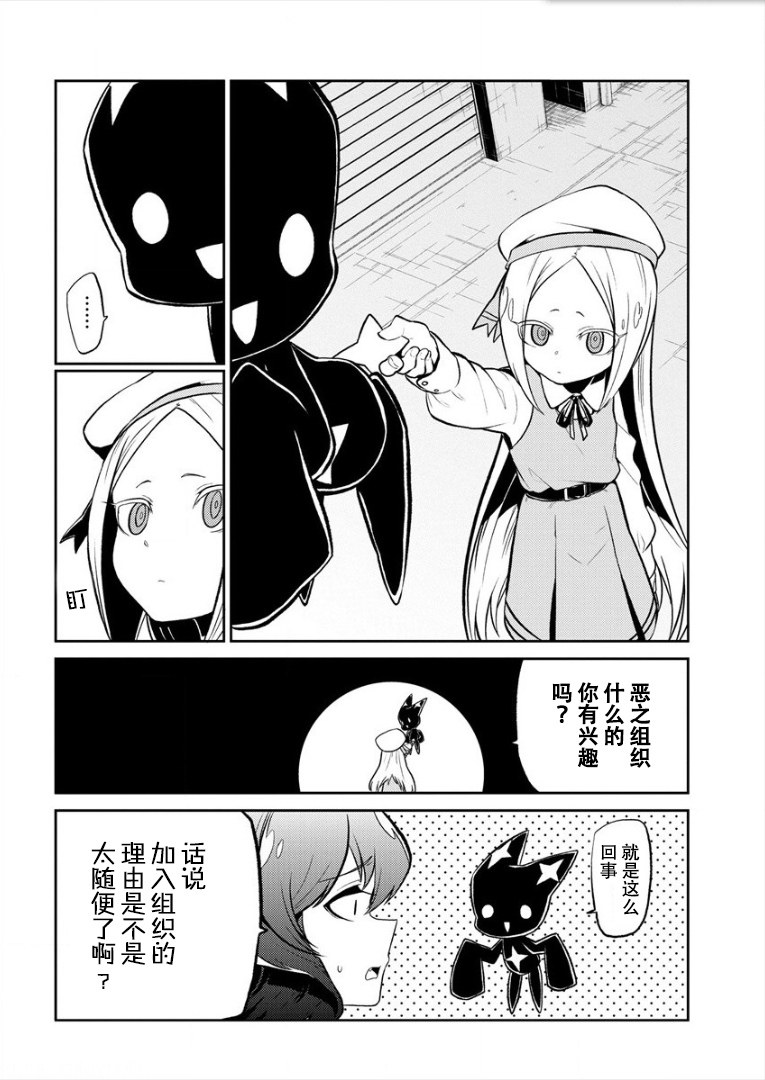 ……
盯
恶之组织
什么的
你有兴趣
吗？
就是这么
回事
话说
加入组织的
理由是不是
太随便了啊？